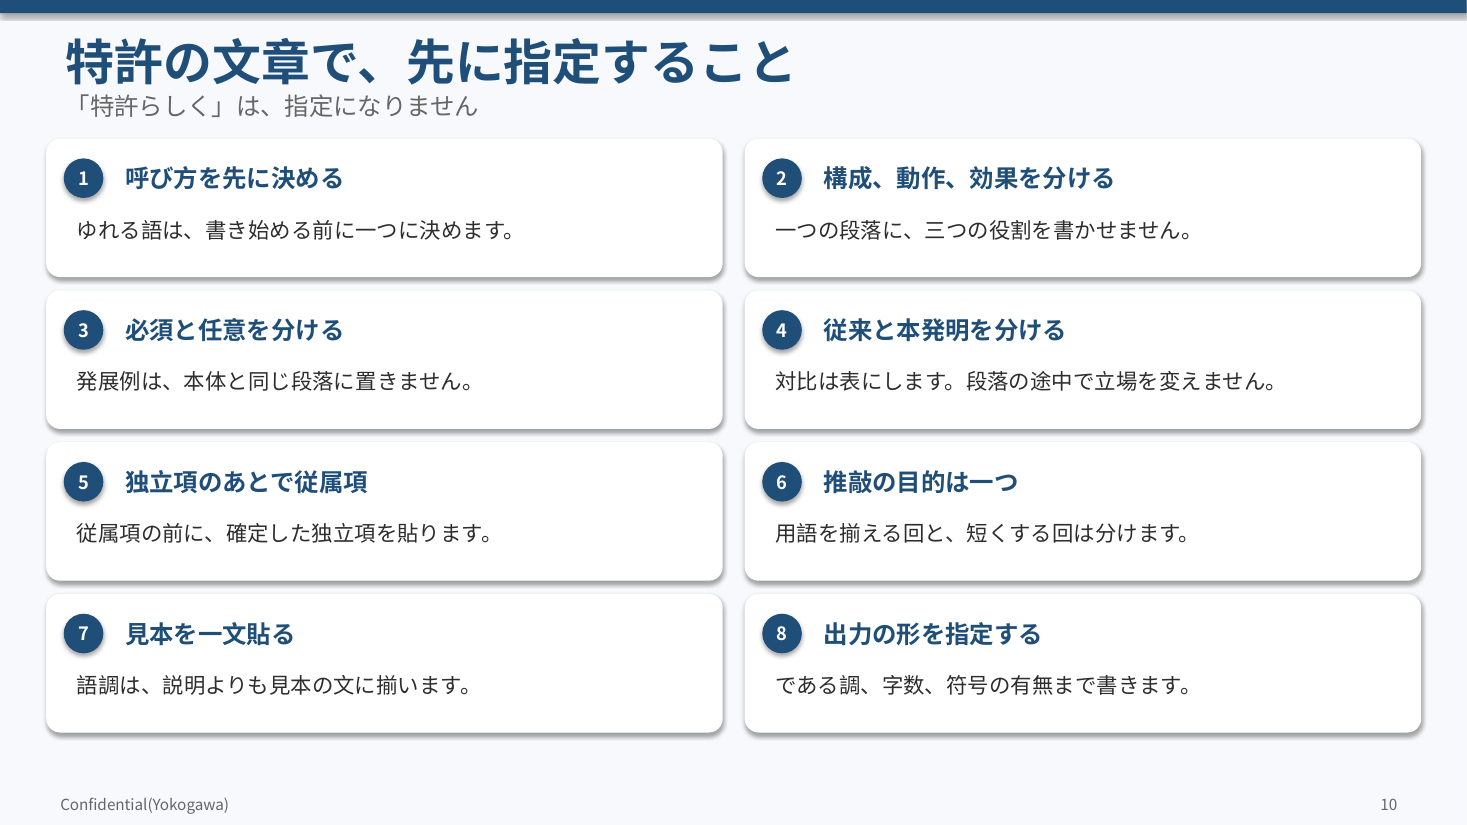 特許の文章で、先に指定すること
「特許らしく」は、指定になりません
1 呼び方を先に決める
ゆれる語は、書き始める前に一つに決めます。
2 構成、動作、効果を分ける
一つの段落に、三つの役割を書かせません。
3 必須と任意を分ける
発展例は、本体と同じ段落に置きません。
4 従来と本発明を分ける
対比は表にします。段落の途中で立場を変えません。
5 独立項のあとで従属項
従属項の前に、確定した独立項を貼ります。
6 推敲の目的は一つ
用語を揃える回と、短くする回は分けます。
7 見本を一文貼る
語調は、説明よりも見本の文に揃います。
8 出力の形を指定する
である調、字数、符号の有無まで書きます。
Confidential(Yokogawa)
10